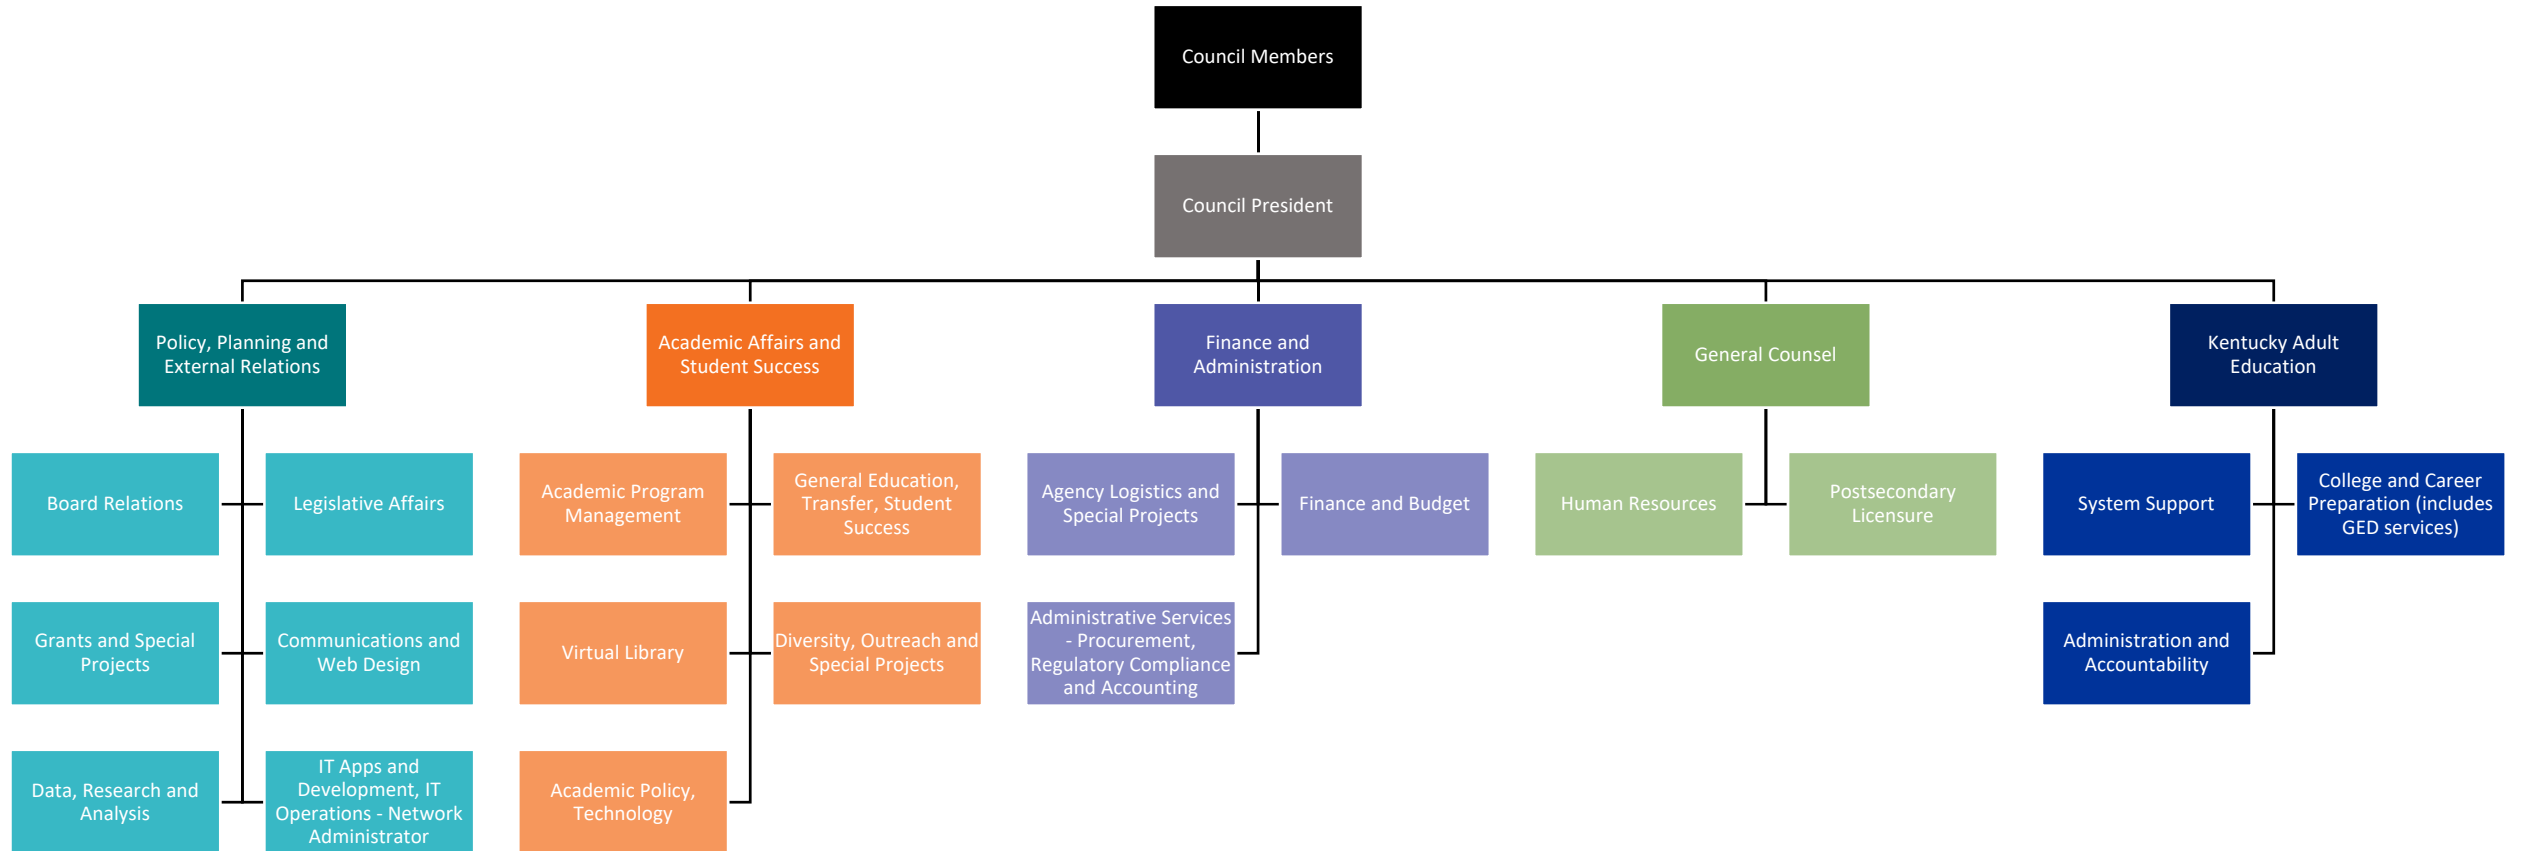 Council Members
Council President
Policy, Planning and
External Relations
Academic Affairs and
Student Success
Finance and
Administration
General Counsel
Kentucky Adult
Education
Board Relations
Legislative Affairs
Academic Program
Management
General Education,
Transfer, Student
Success
Agency Logistics and
Special Projects
Finance and Budget
Human Resources
Postsecondary
Licensure
System Support
College and Career
Preparation (includes
GED services)
Grants and Special
Projects
Communications and
Web Design
Virtual Library
Diversity, Outreach and
Special Projects
Administrative Services
- Procurement,
Regulatory Compliance
and Accounting
Administration and
Accountability
Data, Research and
Analysis
IT Apps and
Development, IT
Operations - Network
Administrator
Academic Policy,
Technology